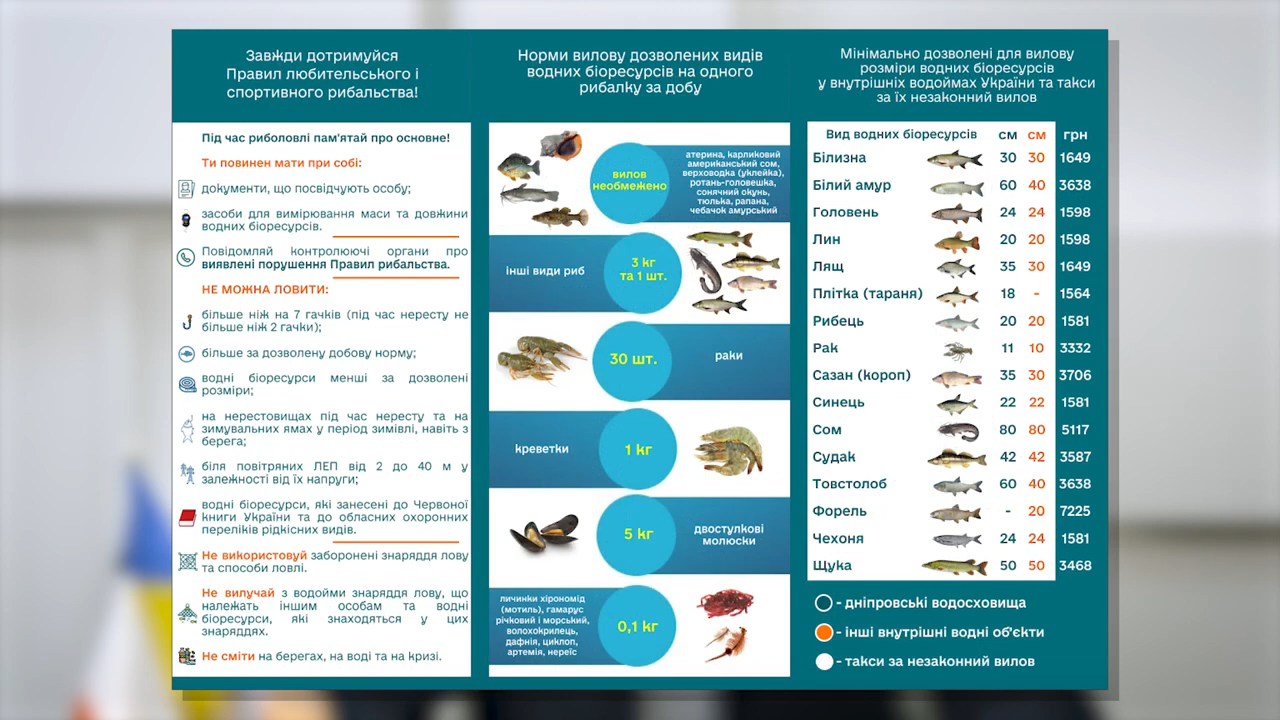 Завжди дотримуйся
Правил любительського і
спортивного рибальства!
Під час риболовлі пам'ятай про основне!
Ти повинен мати при собі:
документи, що посвідчують особу;
засоби для вимірювання маси та довжини
водних біоресурсів.
Повідомляй контролюючі органи про
виявлені порушення Правил рибальства.
НЕ МОЖНА ЛОВИТИ:
більше ніж на 7 гачків (під час нересту не
більше ніж 2 гачки);
більше за дозволену добову норму;
водні біоресурси менші за дозволені
розміри;
на нерестовищах під час нересту та на
зимувальних ямах у період зимівлі, навіть з
берега;
біля повітряних ЛЕП від 2 до 40 м у
залежності від їх напруги;
водні біоресурси, які занесені до Червоної
книги України та до обласних охоронних
переліків рідкісних видів.
Не використовуй заборонені знаряддя лову
та способи ловлі.
Не вилучай з водойми знаряддя лову, що
належать іншим особам та водні
біоресурси, які знаходяться у цих
знаряддях.
Не сміти на берегах, на воді та на кризі.
Норми вилову дозволених видів
водних біоресурсів на одного
рибалку за добу
вилов
необмежено
атерина, карликовий
американський сом,
верховодка (уклейка),
ротань-головешка,
сонячний окунь,
тюлька, рапана,
чебачок амурський
інші види риб
3 кг
та 1 шт.
30 шт.
раки
креветки
1 кг
5 кг
двостулкові
молюски
личинки хірономід
(мотиль), гамарус
річковий і морський,
волохокрилець,
дафнія, циклоп,
артемія, нереїс
0,1 кг
Мінімально дозволені для вилову
розміри водних біоресурсів
у внутрішніх водоймах України та такси
за їх незаконний вилов
Вид водних біоресурсів см см грн
Білизна 30 30 1649
Білий амур 60 40 3638
Головень 24 24 1598
Лин 20 20 1598
Лящ 35 30 1649
Плітка (тараня) 18 - 1564
Рибець 20 20 1581
Рак 11 10 3332
Сазан (короп) 35 30 3706
Синець 22 22 1581
Сом 80 80 5117
Судак 42 42 3587
Товстолоб 60 40 3638
Форель - 20 7225
Чехоня 24 24 1581
Щука 50 50 3468
- дніпровські водосховища
- інші внутрішні водні об'єкти
- такси за незаконний вилов